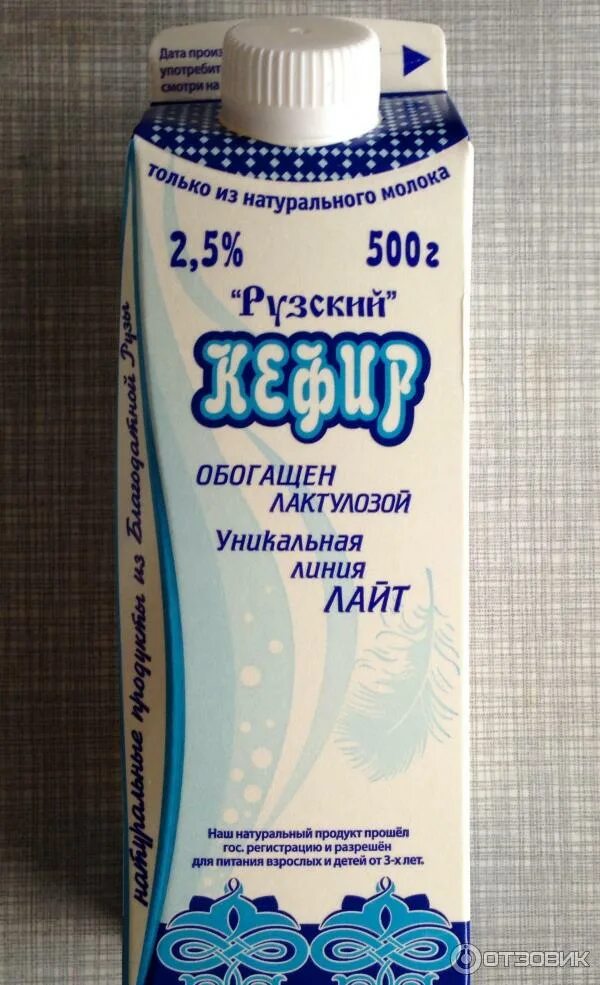 Дата произ
употребит
смотри на
только из натурального молока
2,5% 500г
"Рузский"
КЕФИР
ОБОГАЩЕН
ЛАКТУЛОЗОЙ
Уникальная
линия
ЛАЙТ
натуральные продукты из Благодатной Рузы
Наш натуральный продукт прошёл
гос. регистрацию и разрешён
для питания взрослых и детей от 3-х лет.
ОТЗОВИК